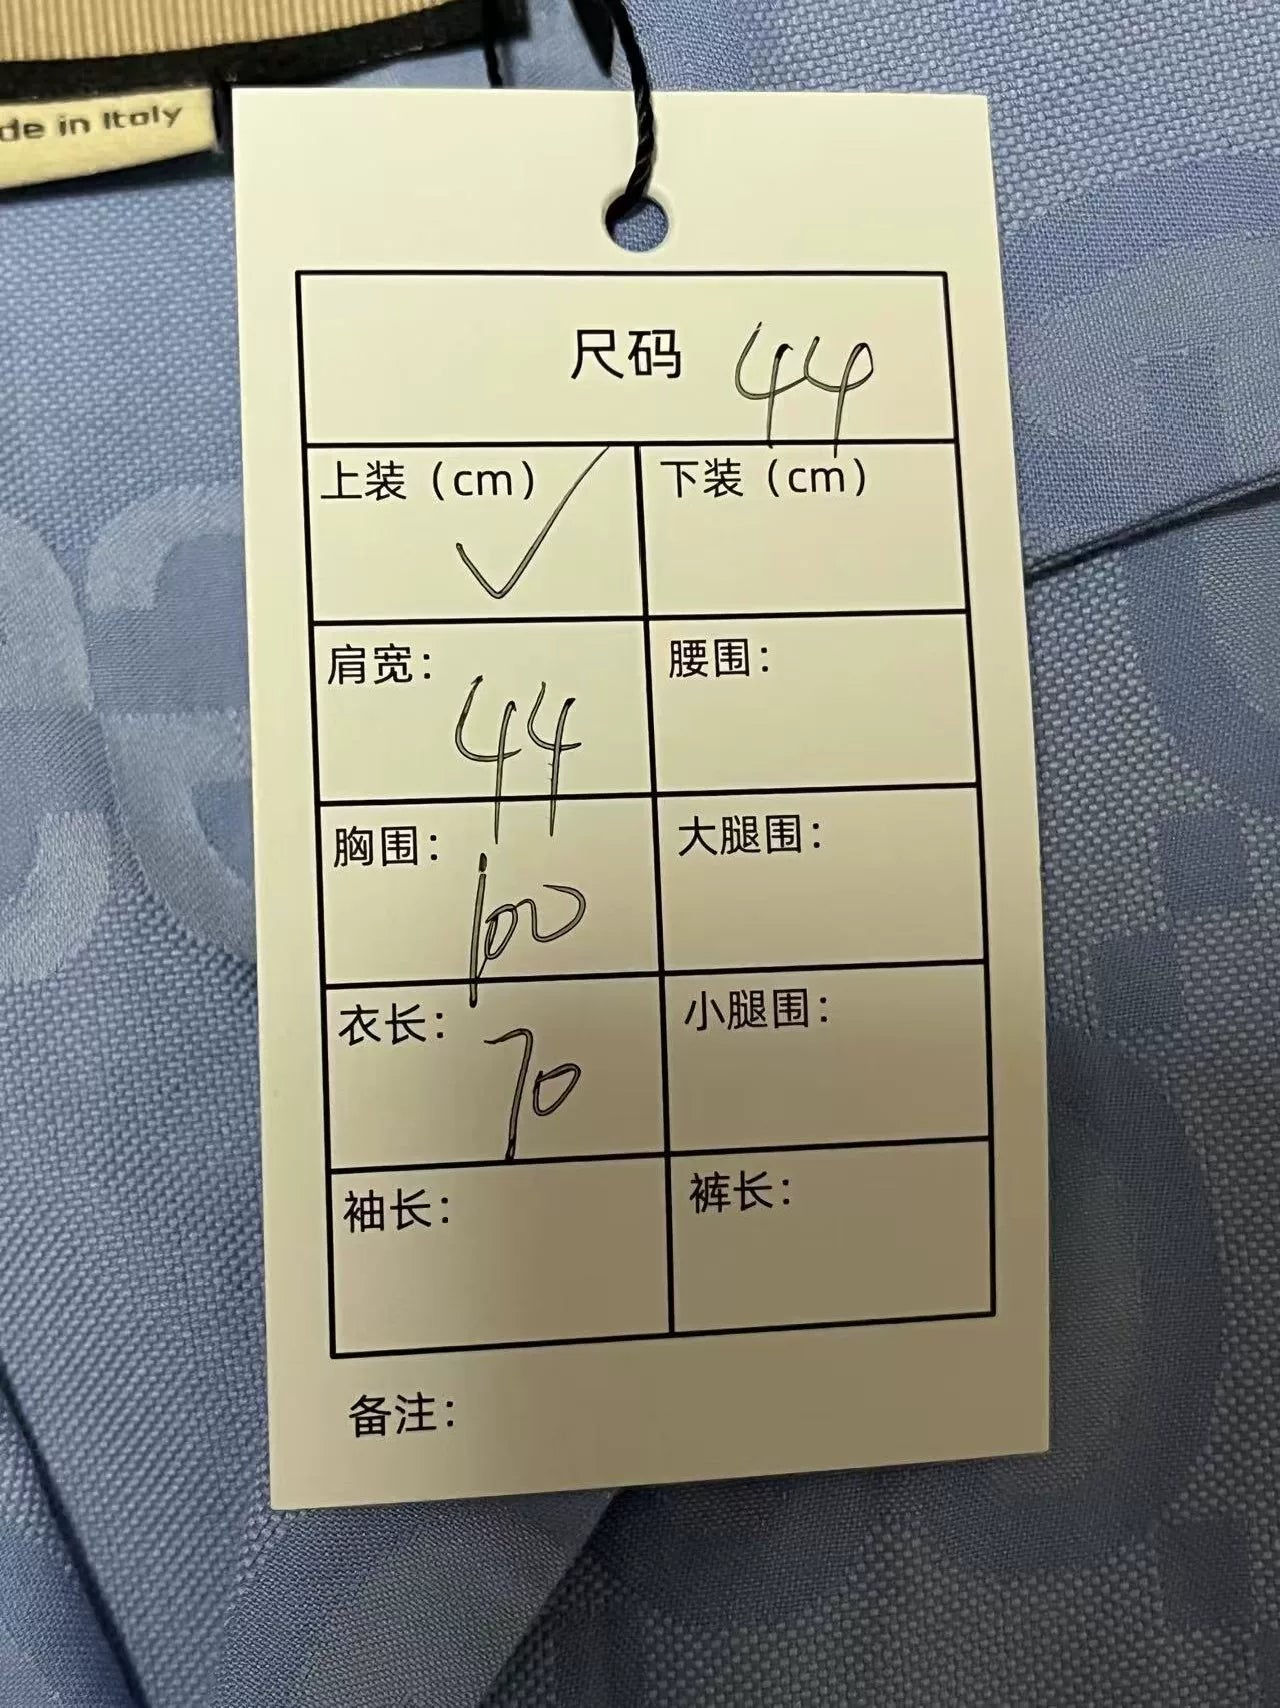 de in Italy
尺码 44
上装（cm）✓ 下装（cm）
肩宽：44 腰围：
胸围：100 大腿围：
衣长：70 小腿围：
袖长： 裤长：
备注：